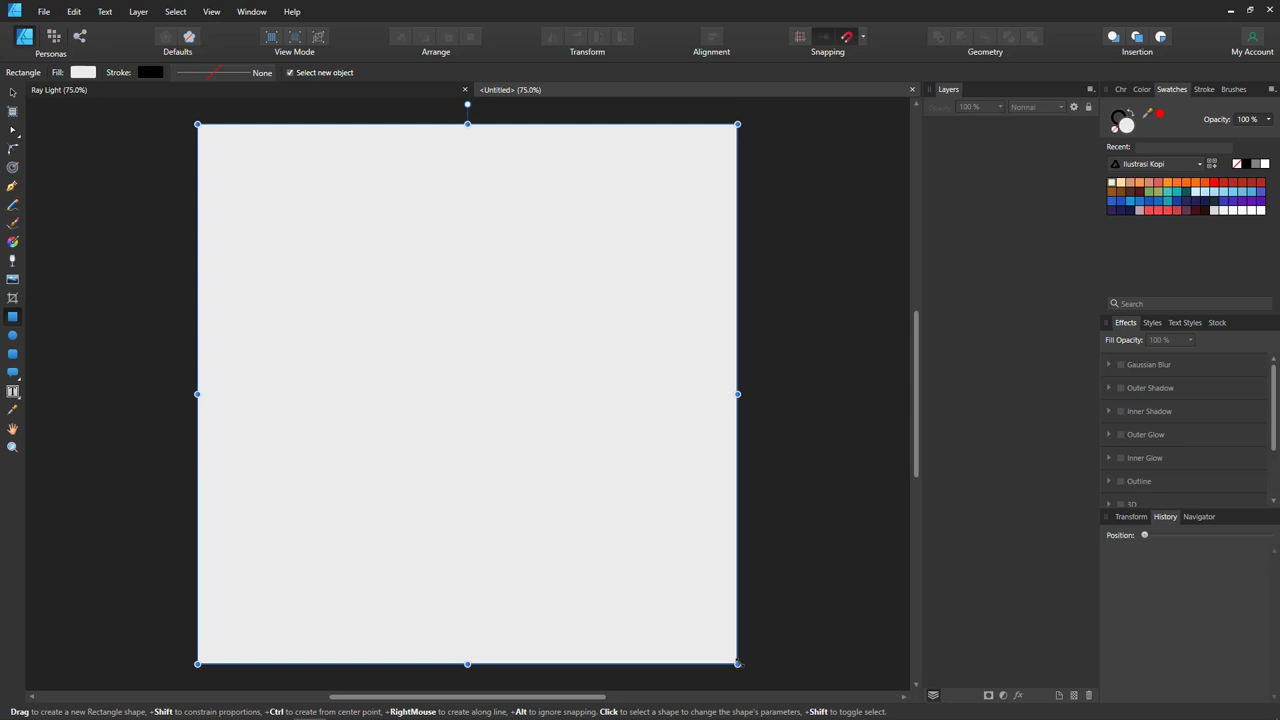 File Edit Text Layer Select View Window Help
Personas Defaults View Mode Arrange Transform Alignment Snapping Geometry Insertion My Account
Rectangle Fill: Stroke: None Select new object
Ray Light (75.0%) × <Untitled> (75.0%) ×
Layers
Opacity: 100 % Normal
Chr Color Swatches Stroke Brushes
Opacity: 100 %
Recent:
Ilustrasi Kopi
Search
Effects Styles Text Styles Stock
Fill Opacity: 100 %
Gaussian Blur
Outer Shadow
Inner Shadow
Outer Glow
Inner Glow
Outline
3D
Transform History Navigator
Position:
fx
Drag to create a new Rectangle shape, +Shift to constrain proportions, +Ctrl to create from center point, +RightMouse to create along line, +Alt to ignore snapping. Click to select a shape to change the shape's parameters, +Shift to toggle select.